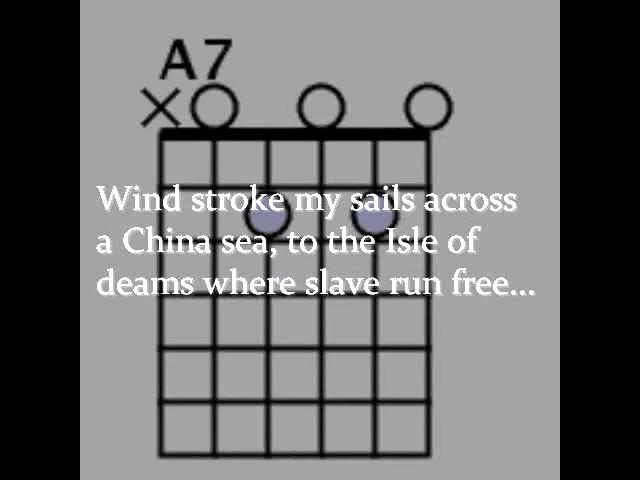 A7
Wind stroke my sails across
a China sea, to the Isle of
deams where slave run free...